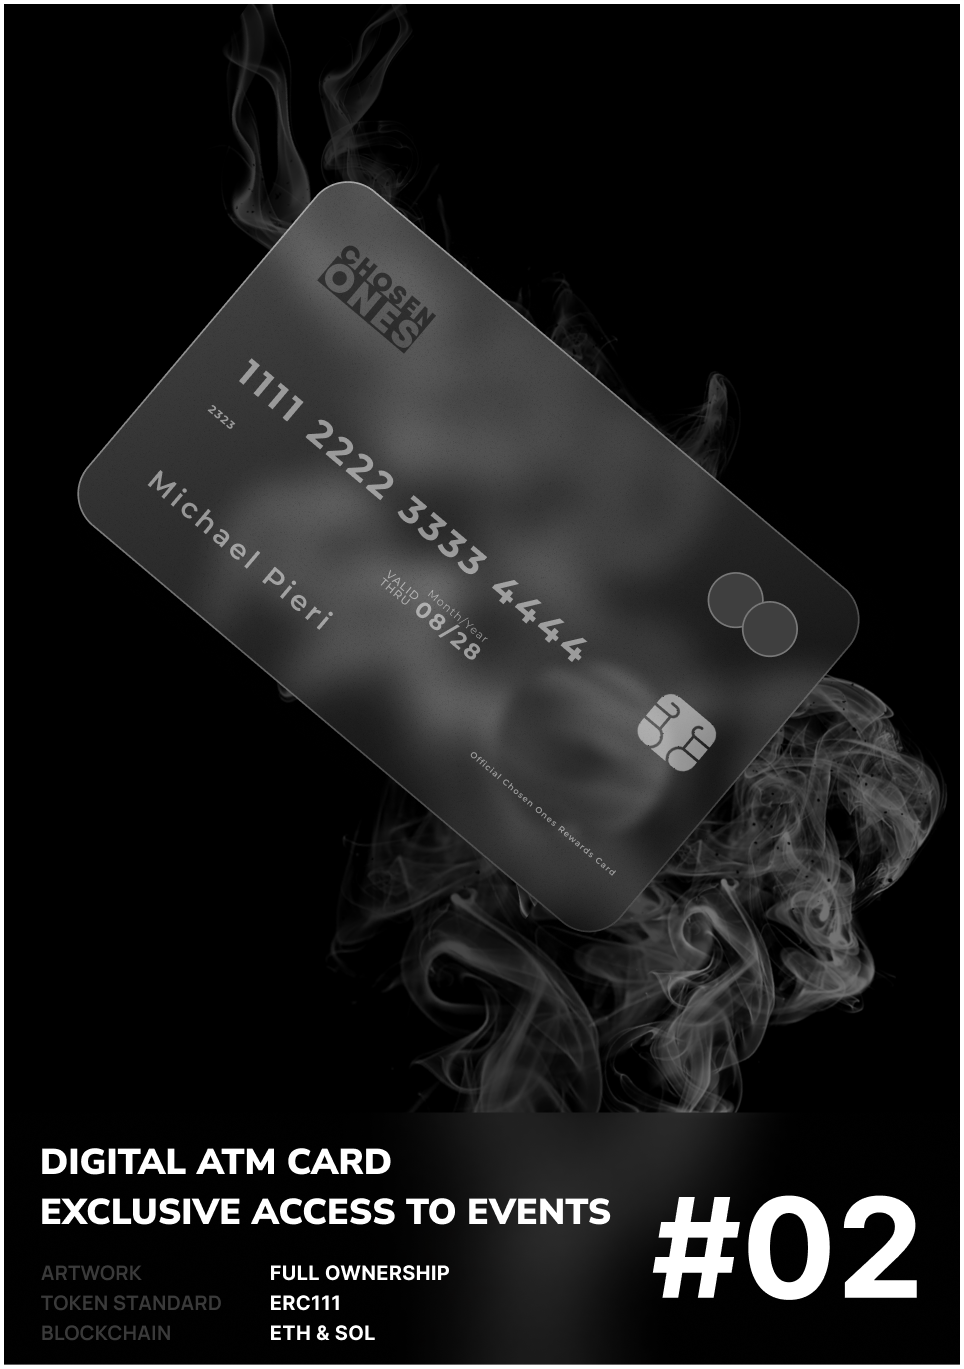 CHOSEN
ONES
1111 2222 3333 4444
2323
Michael Pieri
VALID
THRU
Month/Year
08/28
Official Chosen Ones Rewards Card
DIGITAL ATM CARD
EXCLUSIVE ACCESS TO EVENTS
#02
ARTWORK FULL OWNERSHIP
TOKEN STANDARD ERC111
BLOCKCHAIN ETH & SOL